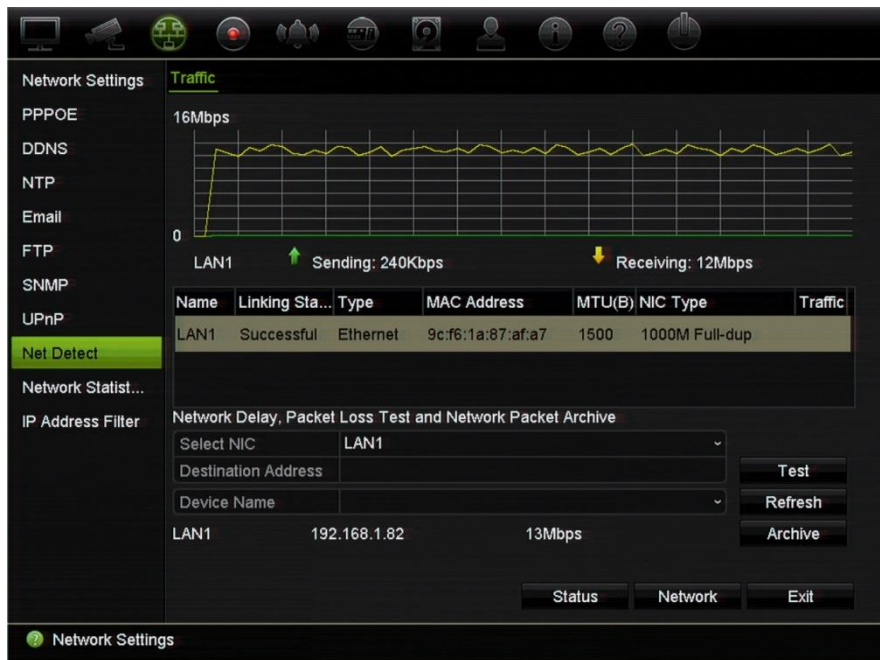 Network Settings
PPPOE
DDNS
NTP
Email
FTP
SNMP
UPnP
Net Detect
Network Statist...
IP Address Filter
Traffic
16Mbps
0
LAN1 Sending: 240Kbps Receiving: 12Mbps
Name Linking Sta... Type MAC Address MTU(B) NIC Type Traffic
LAN1 Successful Ethernet 9c:f6:1a:87:af:a7 1500 1000M Full-dup
Network Delay, Packet Loss Test and Network Packet Archive
Select NIC LAN1
Destination Address Test
Device Name Refresh
LAN1 192.168.1.82 13Mbps Archive
Status Network Exit
Network Settings